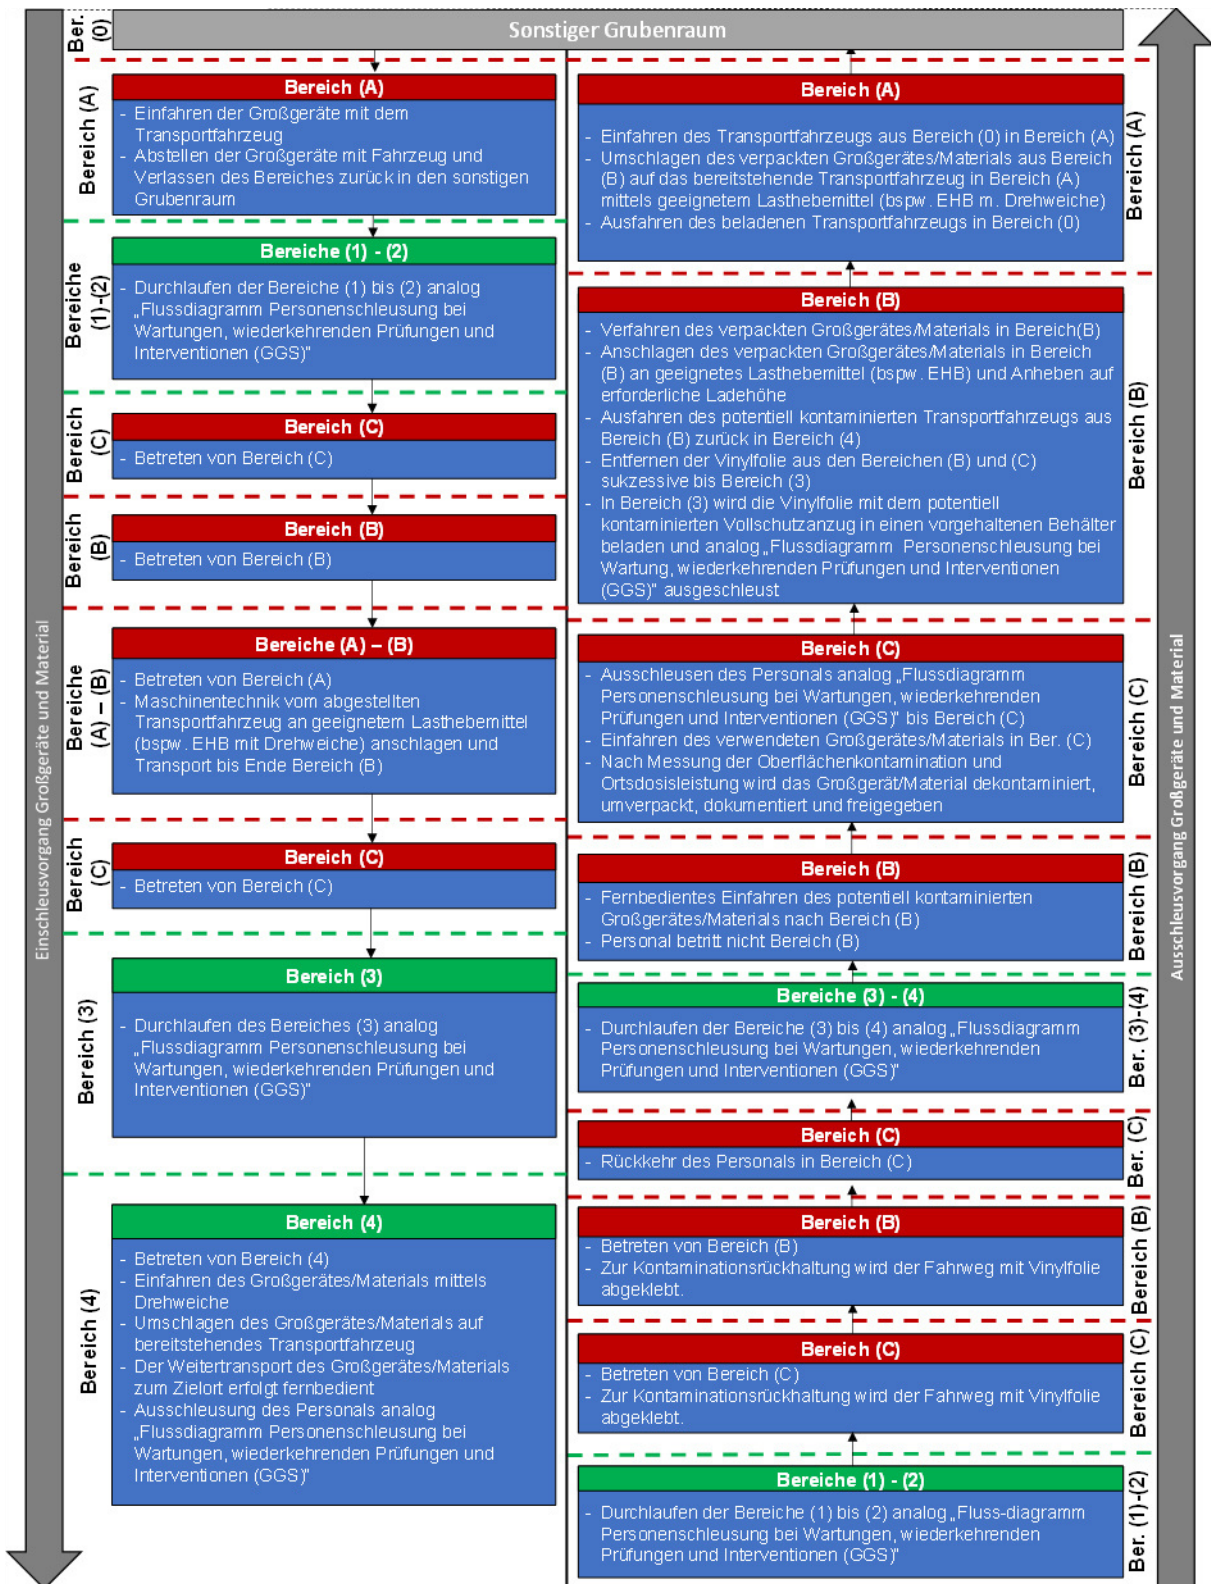 Ber. (0)
Sonstiger Grubenraum
Einschleusvorgang Großgeräte und Material
Bereich (A)
Bereich (A)
- Einfahren der Großgeräte mit dem
Transportfahrzeug
- Abstellen der Großgeräte mit Fahrzeug und
Verlassen des Bereiches zurück in den sonstigen
Grubenraum
Bereiche
(1)-(2)
Bereiche (1) - (2)
- Durchlaufen der Bereiche (1) bis (2) analog
„Flussdiagramm Personenschleusung bei
Wartungen, wiederkehrenden Prüfungen und
Interventionen (GGS)“
Bereich
(C)
Bereich (C)
- Betreten von Bereich (C)
Bereich
(B)
Bereich (B)
- Betreten von Bereich (B)
Bereiche
(A) – (B)
Bereiche (A) – (B)
- Betreten von Bereich (A)
- Maschinentechnik vom abgestellten
Transportfahrzeug an geeignetem Lasthebemittel
(bspw. EHB mit Drehweiche) anschlagen und
Transport bis Ende Bereich (B)
Bereich
(C)
Bereich (C)
- Betreten von Bereich (C)
Bereich (3)
Bereich (3)
- Durchlaufen des Bereiches (3) analog
„Flussdiagramm Personenschleusung bei
Wartungen, wiederkehrenden Prüfungen und
Interventionen (GGS)“
Bereich (4)
Bereich (4)
- Betreten von Bereich (4)
- Einfahren des Großgerätes/Materials mittels
Drehweiche
- Umschlagen des Großgerätes/Materials auf
bereitstehendes Transportfahrzeug
- Der Weitertransport des Großgerätes/Materials
zum Zielort erfolgt fernbedient
- Ausschleusung des Personals analog
„Flussdiagramm Personenschleusung bei
Wartungen, wiederkehrenden Prüfungen und
Interventionen (GGS)“
Bereich (A)
- Einfahren des Transportfahrzeugs aus Bereich (0) in Bereich (A)
- Umschlagen des verpackten Großgerätes/Materials aus Bereich
(B) auf das bereitstehende Transportfahrzeug in Bereich (A)
mittels geeignetem Lasthebemittel (bspw. EHB m. Drehweiche)
- Ausfahren des beladenen Transportfahrzeugs in Bereich (0)
Bereich (A)
Bereich (B)
- Verfahren des verpackten Großgerätes/Materials in Bereich(B)
- Anschlagen des verpackten Großgerätes/Materials in Bereich
(B) an geeignetes Lasthebemittel (bspw. EHB) und Anheben auf
erforderliche Ladehöhe
- Ausfahren des potentiell kontaminierten Transportfahrzeugs aus
Bereich (B) zurück in Bereich (4)
- Entfernen der Vinylfolie aus den Bereichen (B) und (C)
sukzessive bis Bereich (3)
- In Bereich (3) wird die Vinylfolie mit dem potentiell
kontaminierten Vollschutzanzug in einen vorgehaltenen Behälter
beladen und analog „Flussdiagramm Personenschleusung bei
Wartung, wiederkehrenden Prüfungen und Interventionen
(GGS)“ ausgeschleust
Bereich (B)
Bereich (C)
- Ausschleusen des Personals analog „Flussdiagramm
Personenschleusung bei Wartungen, wiederkehrenden
Prüfungen und Interventionen (GGS)“ bis Bereich (C)
- Einfahren des verwendeten Großgerätes/Materials in Ber. (C)
- Nach Messung der Oberflächenkontamination und
Ortsdosisleistung wird das Großgerät/Material dekontaminiert,
umverpackt, dokumentiert und freigegeben
Bereich (C)
Bereich (B)
- Fernbedientes Einfahren des potentiell kontaminierten
Großgerätes/Materials nach Bereich (B)
- Personal betritt nicht Bereich (B)
Bereich (B)
Bereiche (3) - (4)
- Durchlaufen der Bereiche (3) bis (4) analog „Flussdiagramm
Personenschleusung bei Wartungen, wiederkehrenden
Prüfungen und Interventionen (GGS)“
Ber. (3)-(4)
Bereich (C)
- Rückkehr des Personals in Bereich (C)
Ber. (C)
Bereich (B)
- Betreten von Bereich (B)
- Zur Kontaminationsrückhaltung wird der Fahrweg mit Vinylfolie
abgeklebt.
Bereich (B)
Bereich (C)
- Betreten von Bereich (C)
- Zur Kontaminationsrückhaltung wird der Fahrweg mit Vinylfolie
abgeklebt.
Bereich (C)
Bereiche (1) - (2)
- Durchlaufen der Bereiche (1) bis (2) analog „Fluss-diagramm
Personenschleusung bei Wartungen, wiederkehrenden
Prüfungen und Interventionen (GGS)“
Ber. (1)-(2)
Ausschleusvorgang Großgeräte und Material